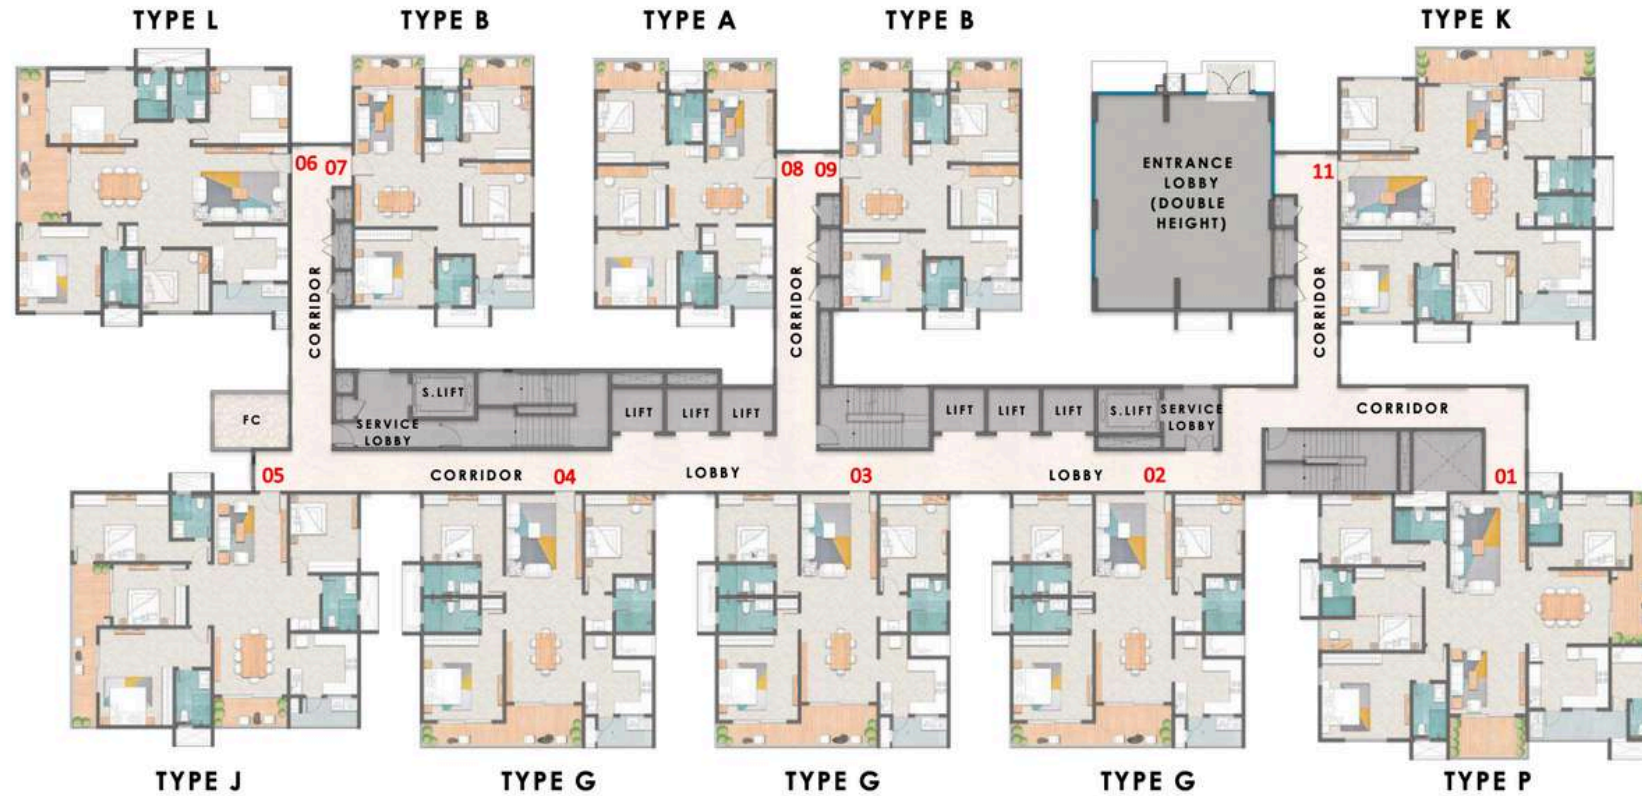 TYPE L
TYPE B
TYPE A
TYPE B
TYPE K
06
07
08
09
11
ENTRANCE
LOBBY
(DOUBLE
HEIGHT)
CORRIDOR
CORRIDOR
CORRIDOR
FC
S.LIFT
SERVICE
LOBBY
LIFT
LIFT
LIFT
LIFT
LIFT
LIFT
S.LIFT
SERVICE
LOBBY
CORRIDOR
05
CORRIDOR
04
LOBBY
03
LOBBY
02
01
TYPE J
TYPE G
TYPE G
TYPE G
TYPE P